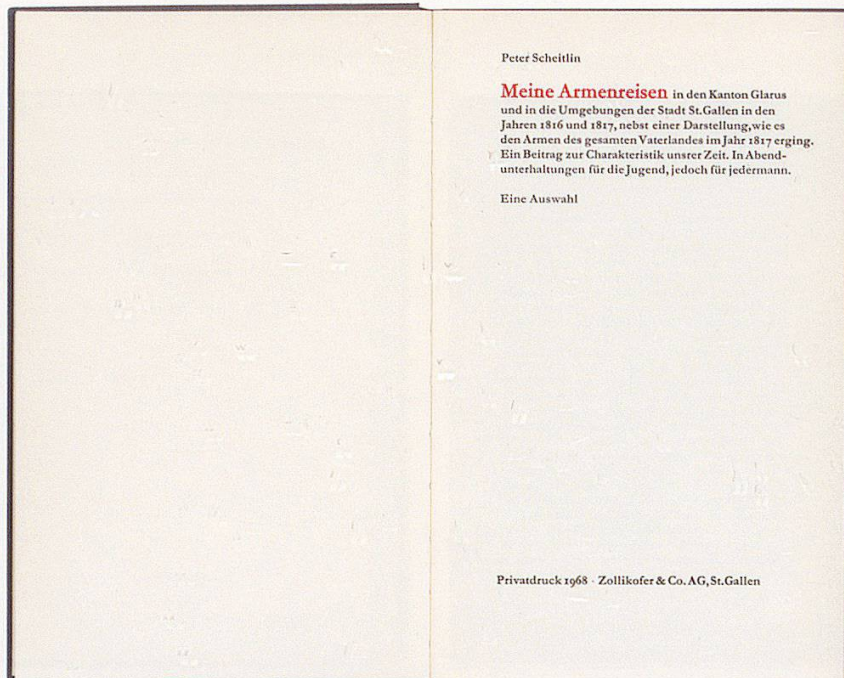 Peter Scheitlin
Meine Armenreisen in den Kanton Glarus
und in die Umgebungen der Stadt St.Gallen in den
Jahren 1816 und 1817, nebst einer Darstellung, wie es
den Armen des gesamten Vaterlandes im Jahr 1817 erging.
Ein Beitrag zur Charakteristik unsrer Zeit. In Abend-
unterhaltungen für die Jugend, jedoch für jedermann.
Eine Auswahl
Privatdruck 1968 · Zollikofer & Co. AG, St.Gallen